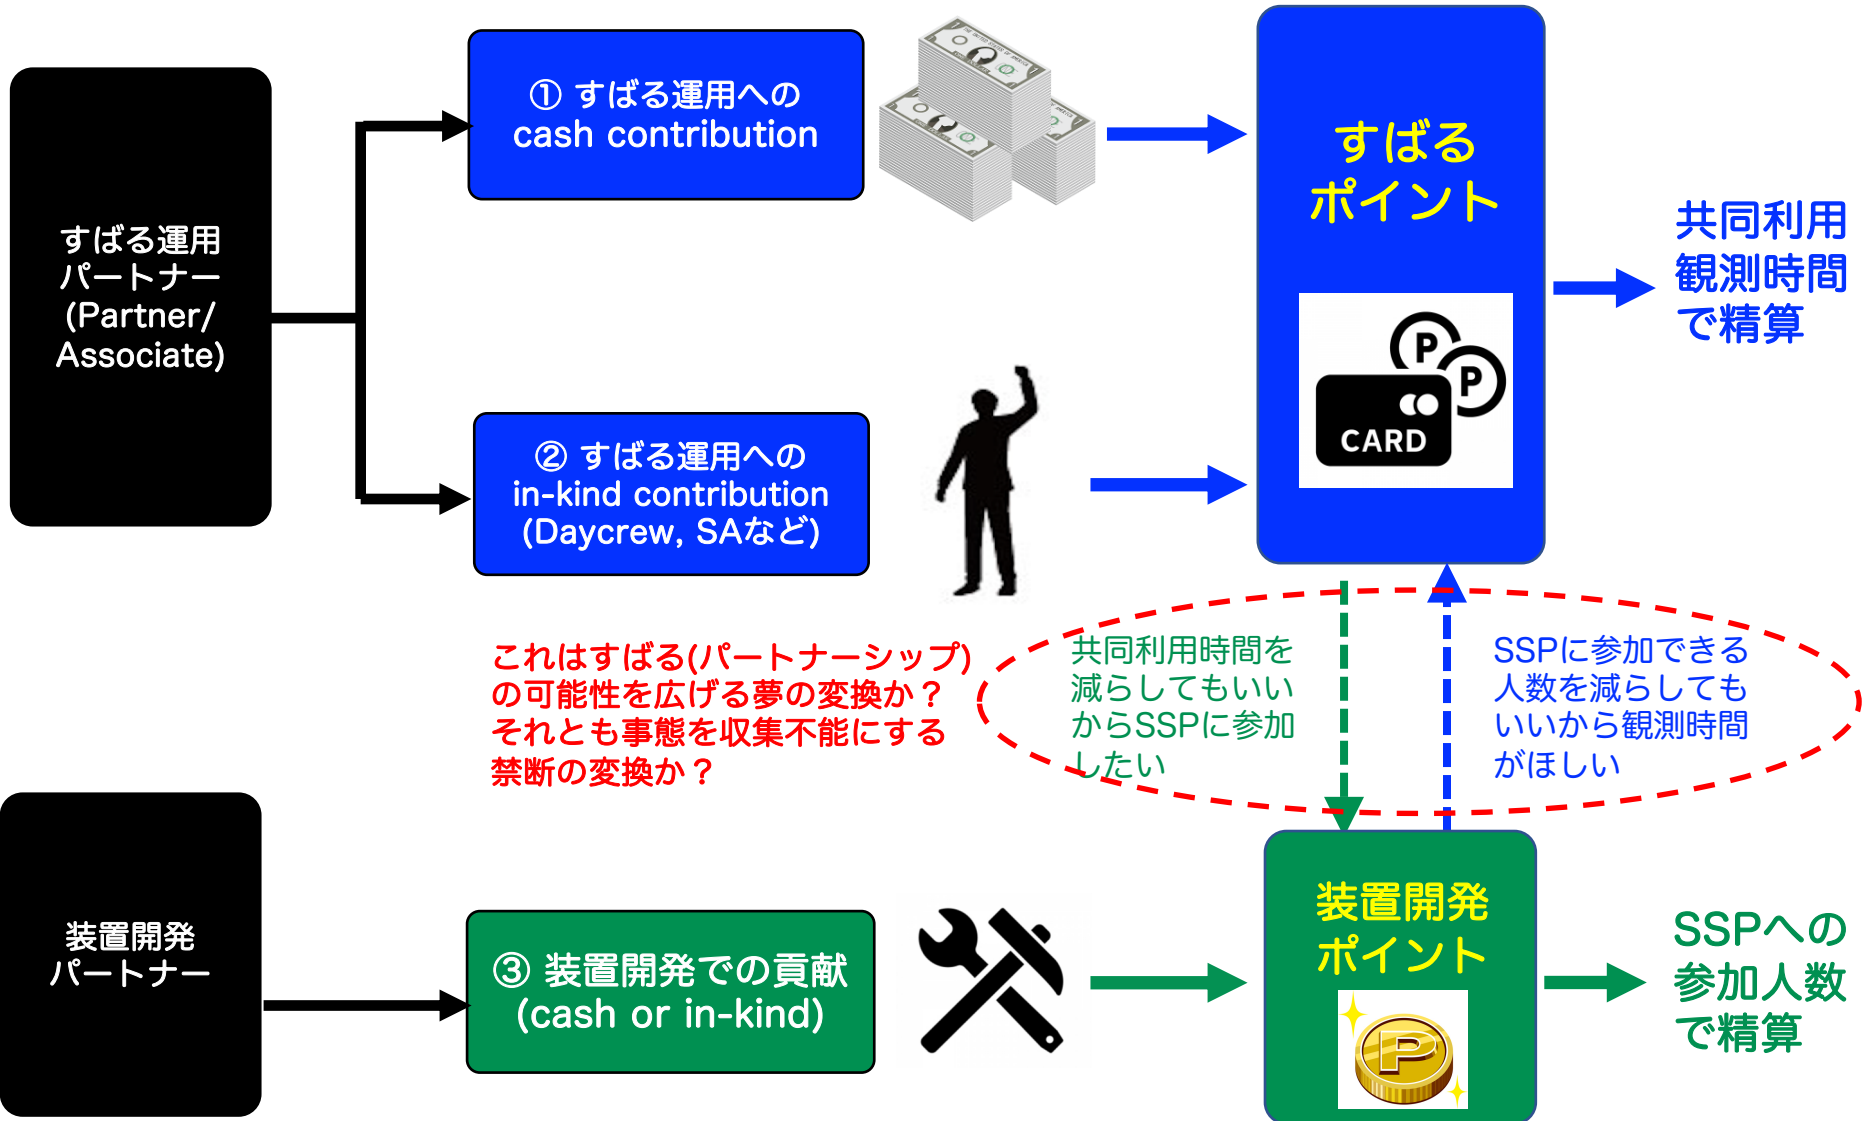 すばる運用
パートナー
(Partner/
Associate)
① すばる運用への
cash contribution
② すばる運用への
in-kind contribution
(Daycrew, SAなど)
すばる
ポイント
P
P
CARD
共同利用
観測時間
で精算
これはすばる(パートナーシップ)
の可能性を広げる夢の変換か？
それとも事態を収集不能にする
禁断の変換か？
共同利用時間を
減らしてもいい
からSSPに参加
したい
SSPに参加できる
人数を減らしても
いいから観測時間
がほしい
装置開発
パートナー
③ 装置開発での貢献
(cash or in-kind)
装置開発
ポイント
P
SSPへの
参加人数
で精算